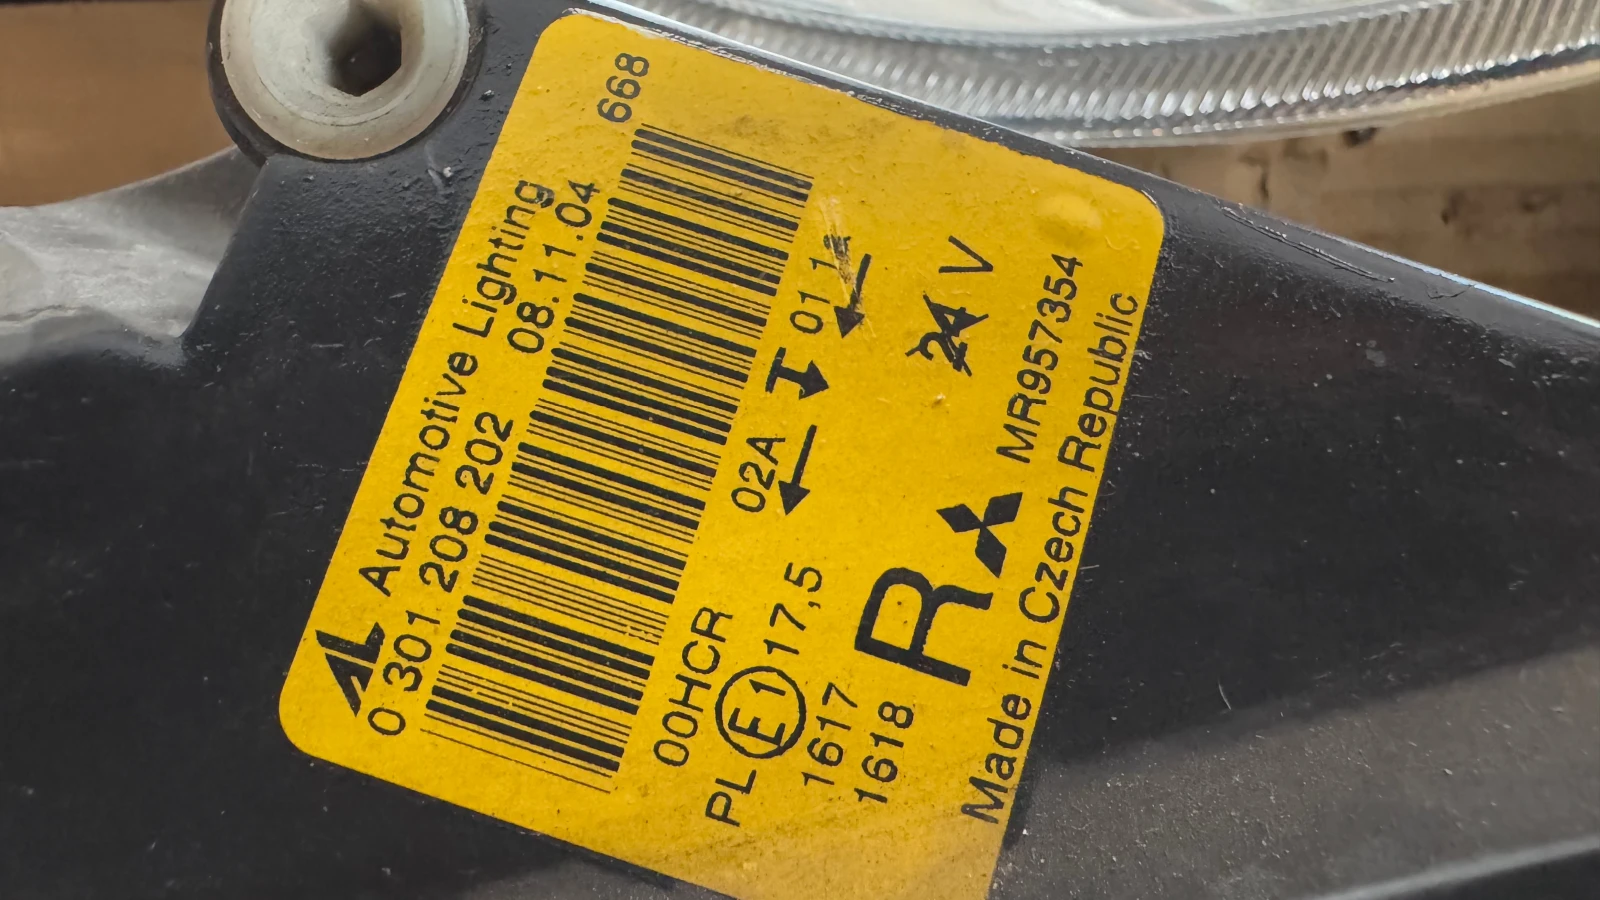 AL Automotive Lighting
0 301 208 202 08.11.04
668
00HCR 02A 01 1A
PL E1 17,5
1617
1618
R 24 V
MR957354
Made in Czech Republic